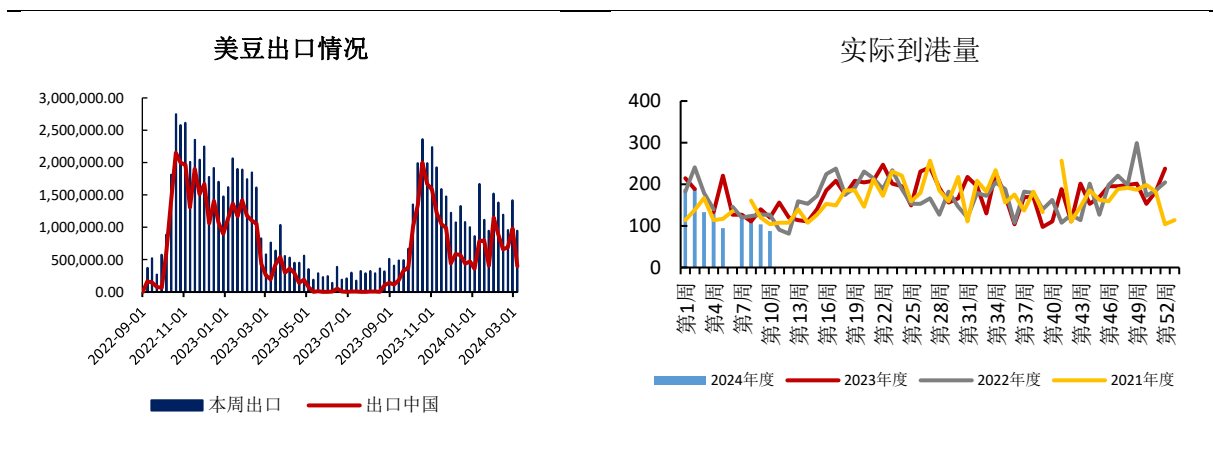 美豆出口情况
3,000,000.00
2,500,000.00
2,000,000.00
1,500,000.00
1,000,000.00
500,000.00
0.00
2022-09-01
2022-11-01
2023-01-01
2023-03-01
2023-05-01
2023-07-01
2023-09-01
2023-11-01
2024-01-01
2024-03-01
本周出口
出口中国
实际到港量
400
300
200
100
0
第1周
第4周
第7周
第10周
第13周
第16周
第19周
第22周
第25周
第28周
第31周
第34周
第37周
第40周
第43周
第46周
第49周
第52周
2024年度
2023年度
2022年度
2021年度